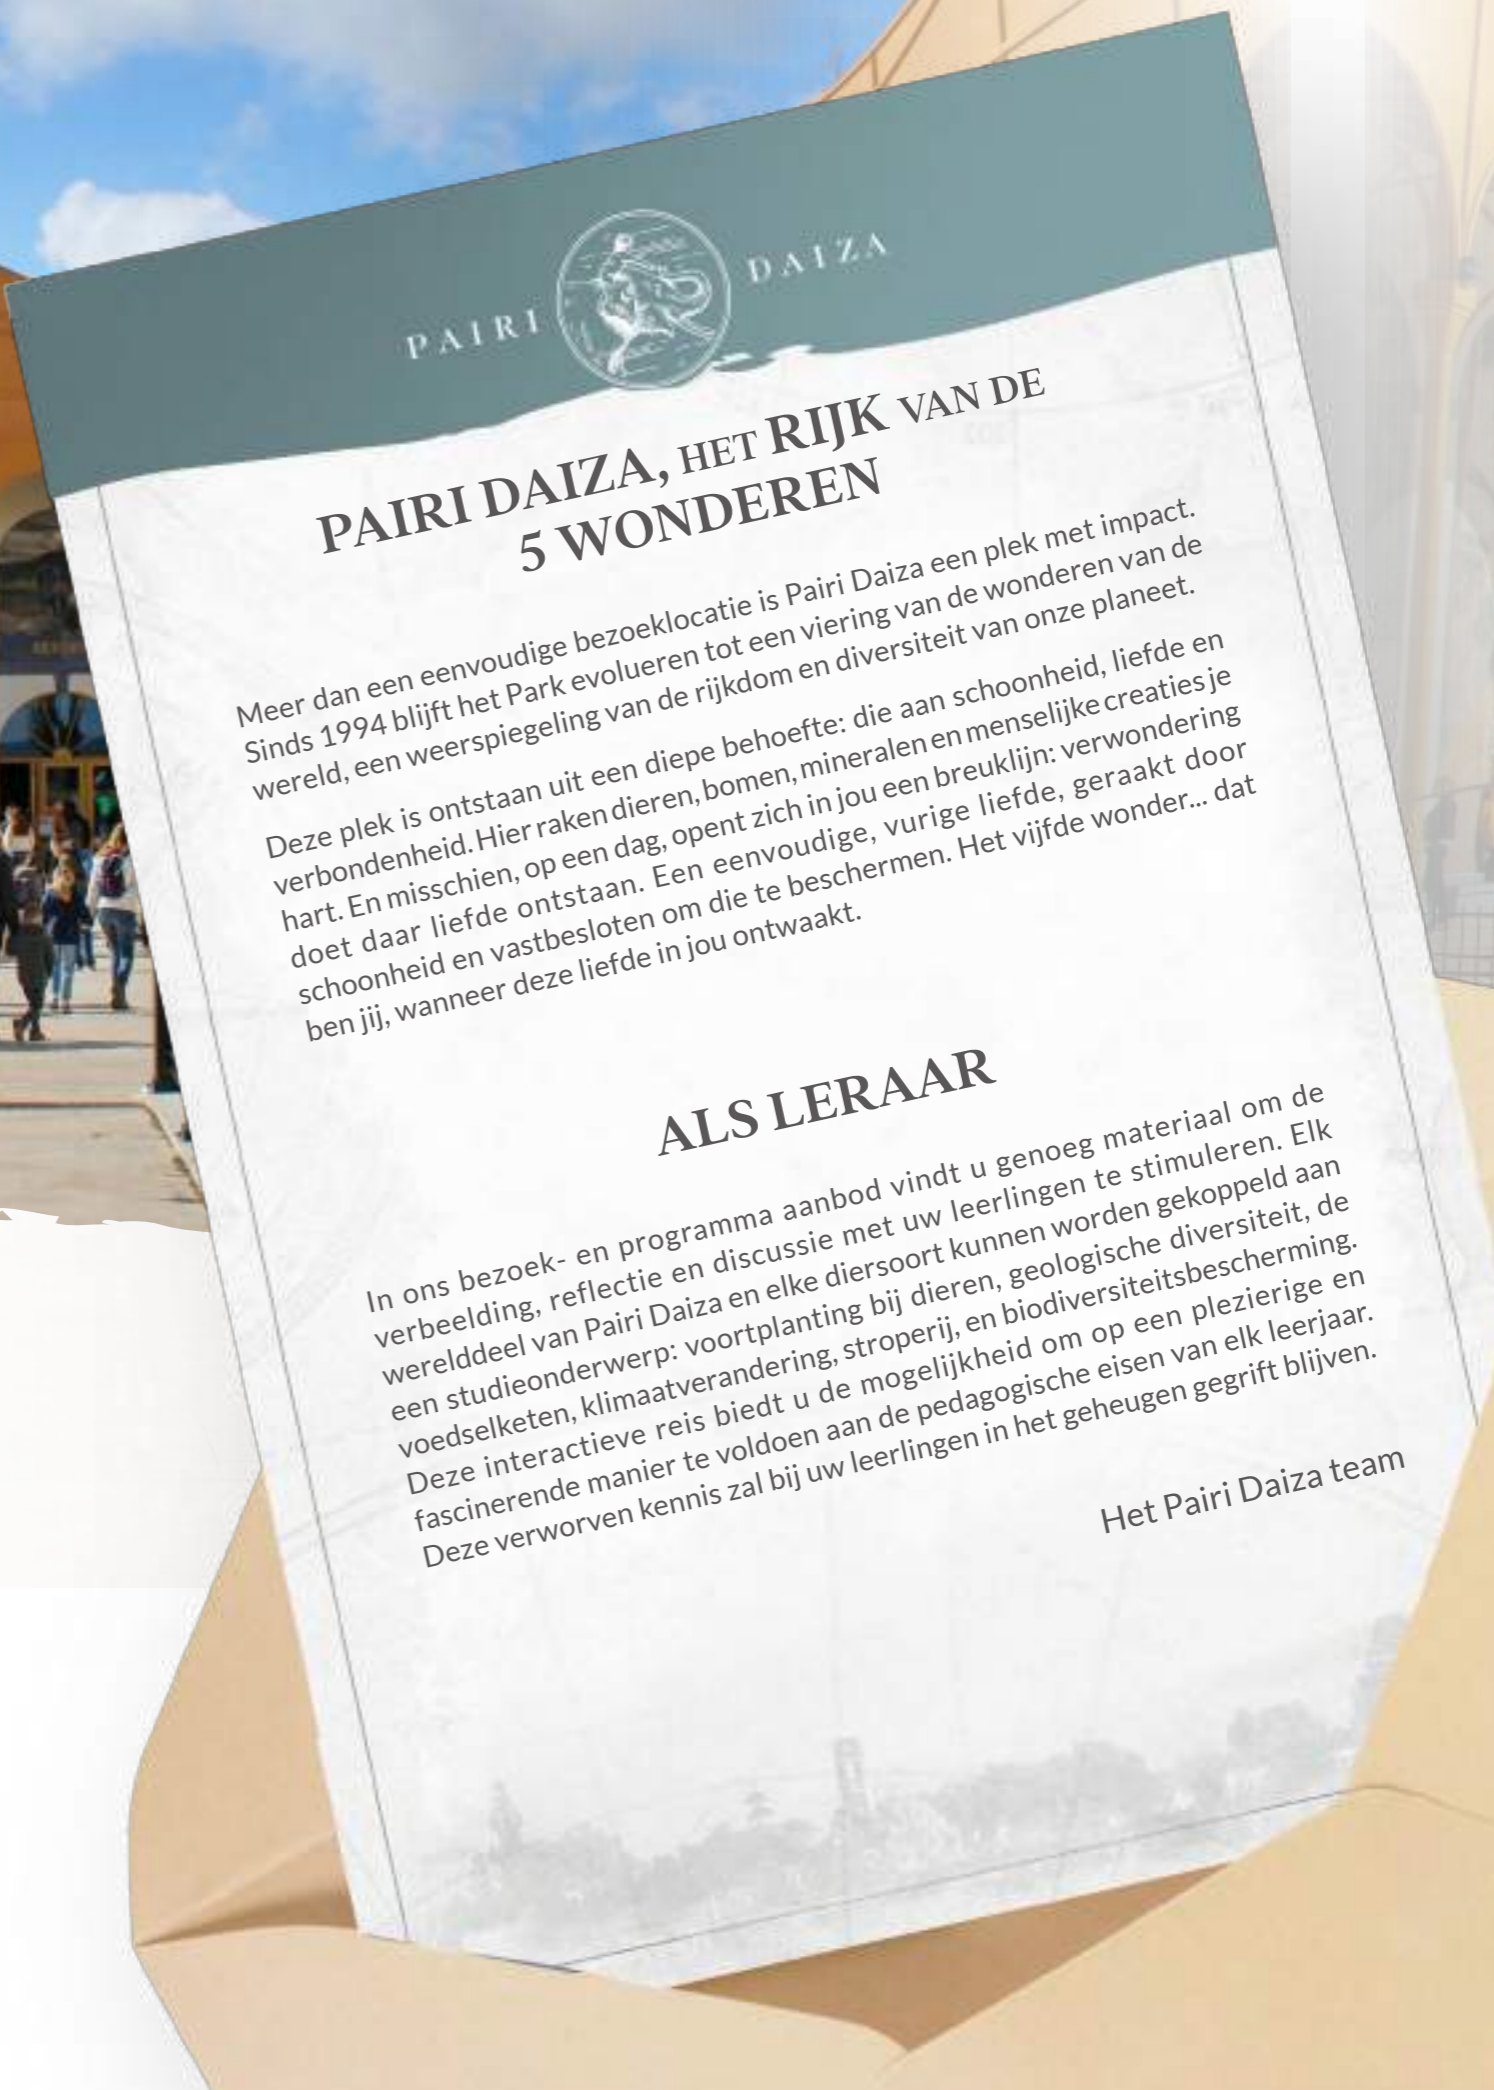 PAIRI DAIZA
PAIRI DAIZA, HET RIJK VAN DE
5 WONDEREN
Meer dan een eenvoudige bezoeklocatie is Pairi Daiza een plek met impact.
Sinds 1994 blijft het Park evolueren tot een viering van de wonderen van de
wereld, een weerspiegeling van de rijkdom en diversiteit van onze planeet.
Deze plek is ontstaan uit een diepe behoefte: die aan schoonheid, liefde en
verbondenheid. Hier raken dieren, bomen, mineralen en menselijke creaties je
hart. En misschien, op een dag, opent zich in jou een breuklijn: verwondering
doet daar liefde ontstaan. Een eenvoudige, vurige liefde, geraakt door
schoonheid en vastbesloten om die te beschermen. Het vijfde wonder... dat
ben jij, wanneer deze liefde in jou ontwaakt.
ALS LERAAR
In ons bezoek- en programma aanbod vindt u genoeg materiaal om de
verbeelding, reflectie en discussie met uw leerlingen te stimuleren. Elk
werelddeel van Pairi Daiza en elke diersoort kunnen worden gekoppeld aan
een studieonderwerp: voortplanting bij dieren, geologische diversiteit, de
voedselketen, klimaatverandering, stroperij, en biodiversiteitsbescherming.
Deze interactieve reis biedt u de mogelijkheid om op een plezierige en
fascinerende manier te voldoen aan de pedagogische eisen van elk leerjaar.
Deze verworven kennis zal bij uw leerlingen in het geheugen gegrift blijven.
Het Pairi Daiza team